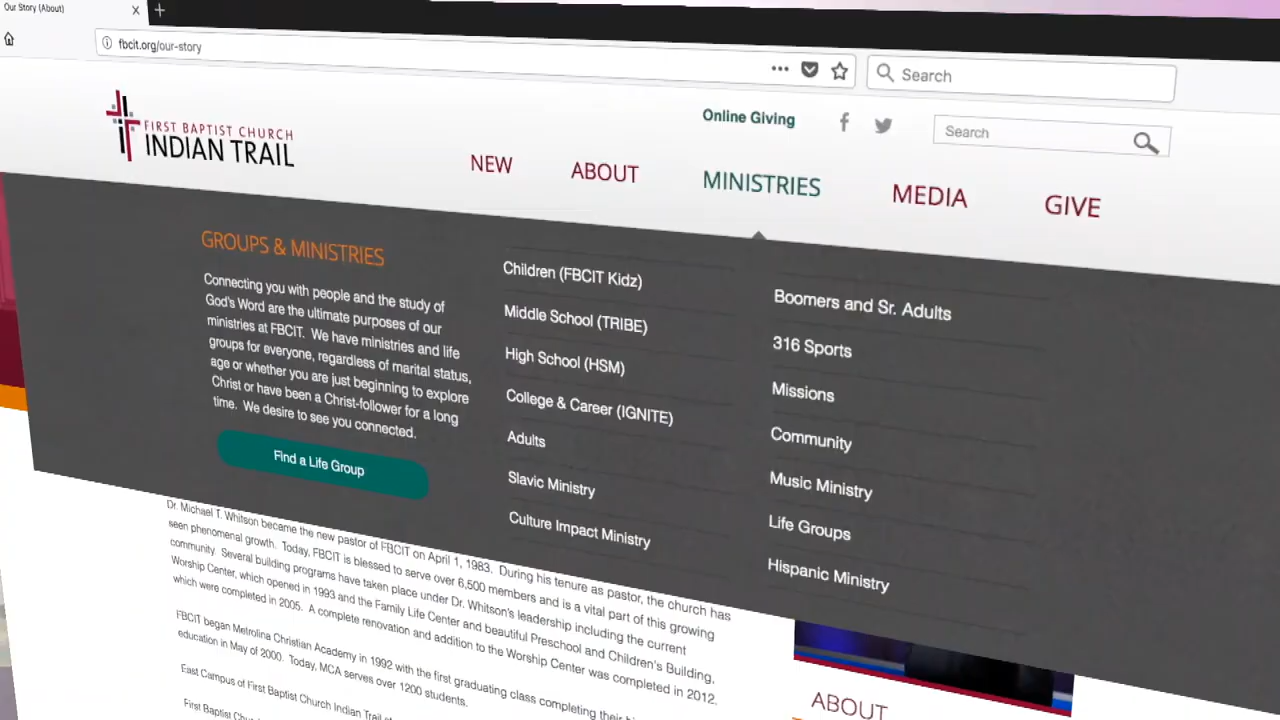 Our Story (About)
fbcit.org/our-story
Search
Online Giving
Search
FIRST BAPTIST CHURCH
INDIAN TRAIL
NEW
ABOUT
MINISTRIES
MEDIA
GIVE
GROUPS & MINISTRIES
Connecting you with people and the study of
God's Word are the ultimate purposes of our
ministries at FBCIT. We have ministries and life
groups for everyone, regardless of marital status,
age or whether you are just beginning to explore
Christ or have been a Christ-follower for a long
time. We desire to see you connected.
Find a Life Group
Children (FBCIT Kidz)
Middle School (TRIBE)
High School (HSM)
College & Career (IGNITE)
Adults
Slavic Ministry
Culture Impact Ministry
Boomers and Sr. Adults
316 Sports
Missions
Community
Music Ministry
Life Groups
Hispanic Ministry
Dr. Michael T. Whitson became the new pastor of FBCIT on April 1, 1983. During his tenure as pastor, the church has
seen phenomenal growth. Today, FBCIT is blessed to serve over 6,500 members and is a vital part of this growing
community. Several building programs have taken place under Dr. Whitson's leadership including the current
Worship Center, which opened in 1993 and the Family Life Center and beautiful Preschool and Children's Building,
which were completed in 2005. A complete renovation and addition to the Worship Center was completed in 2012.
FBCIT began Metrolina Christian Academy in 1992 with the first graduating class completing their
education in May of 2000. Today, MCA serves over 1200 students.
East Campus of First Baptist Church Indian Trail
First Baptist
ABOUT